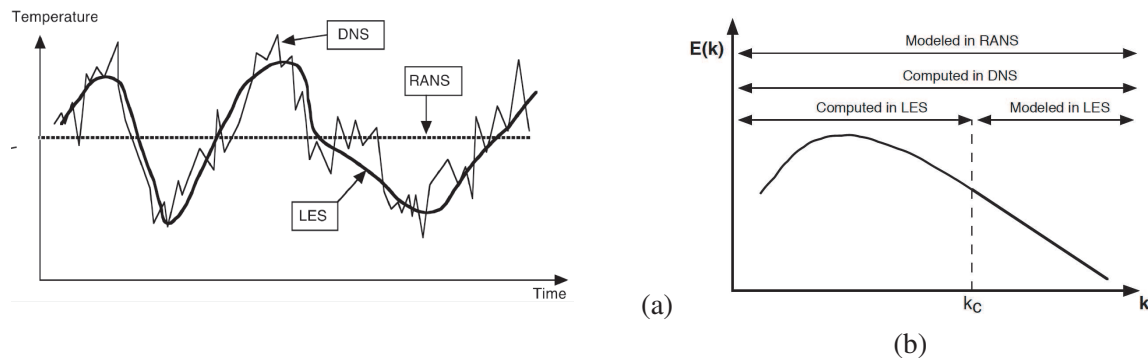 Temperature
DNS
RANS
LES
Time
(a)
E(k)
Modeled in RANS
Computed in DNS
Computed in LES
Modeled in LES
kC
k
(b)